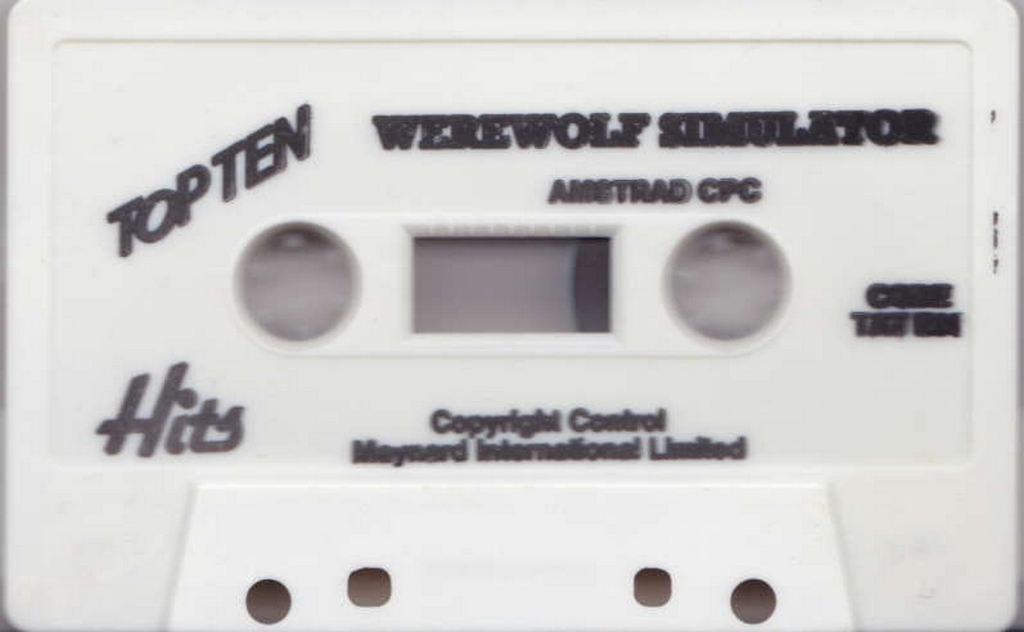 TOP TEN
WEREWOLF SIMULATOR
AMSTRAD CPC
CODE
Hits
Copyright Control
Maynard International Limited